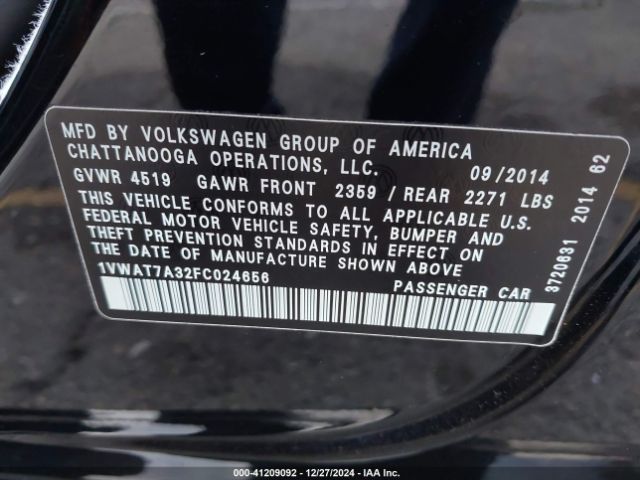 MFD BY VOLKSWAGEN GROUP OF AMERICA
CHATTANOOGA OPERATIONS, LLC. 09/2014
GVWR 4519 GAWR FRONT 2359 / REAR 2271 LBS
THIS VEHICLE CONFORMS TO ALL APPLICABLE U.S.
FEDERAL MOTOR VEHICLE SAFETY, BUMPER AND
THEFT PREVENTION STANDARDS IN EFFECT ON
THE DATE OF MANUFACTURE SHOWN ABOVE
1VWAT7A32FC024656 PASSENGER CAR
3720631 2014 62
000-41209092 - 12/27/2024 - IAA Inc.